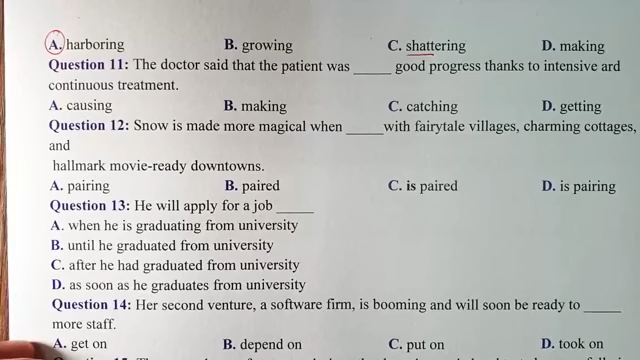 A. harboring B. growing C. shattering D. making
Question 11: The doctor said that the patient was _____ good progress thanks to intensive ard
continuous treatment.
A. causing B. making C. catching D. getting
Question 12: Snow is made more magical when _____with fairytale villages, charming cottages,
and
hallmark movie-ready downtowns.
A. pairing B. paired C. is paired D. is pairing
Question 13: He will apply for a job _____
A. when he is graduating from university
B. until he graduated from university
C. after he had graduated from university
D. as soon as he graduates from university
Question 14: Her second venture, a software firm, is booming and will soon be ready to _____
more staff.
A. get on B. depend on C. put on D. took on